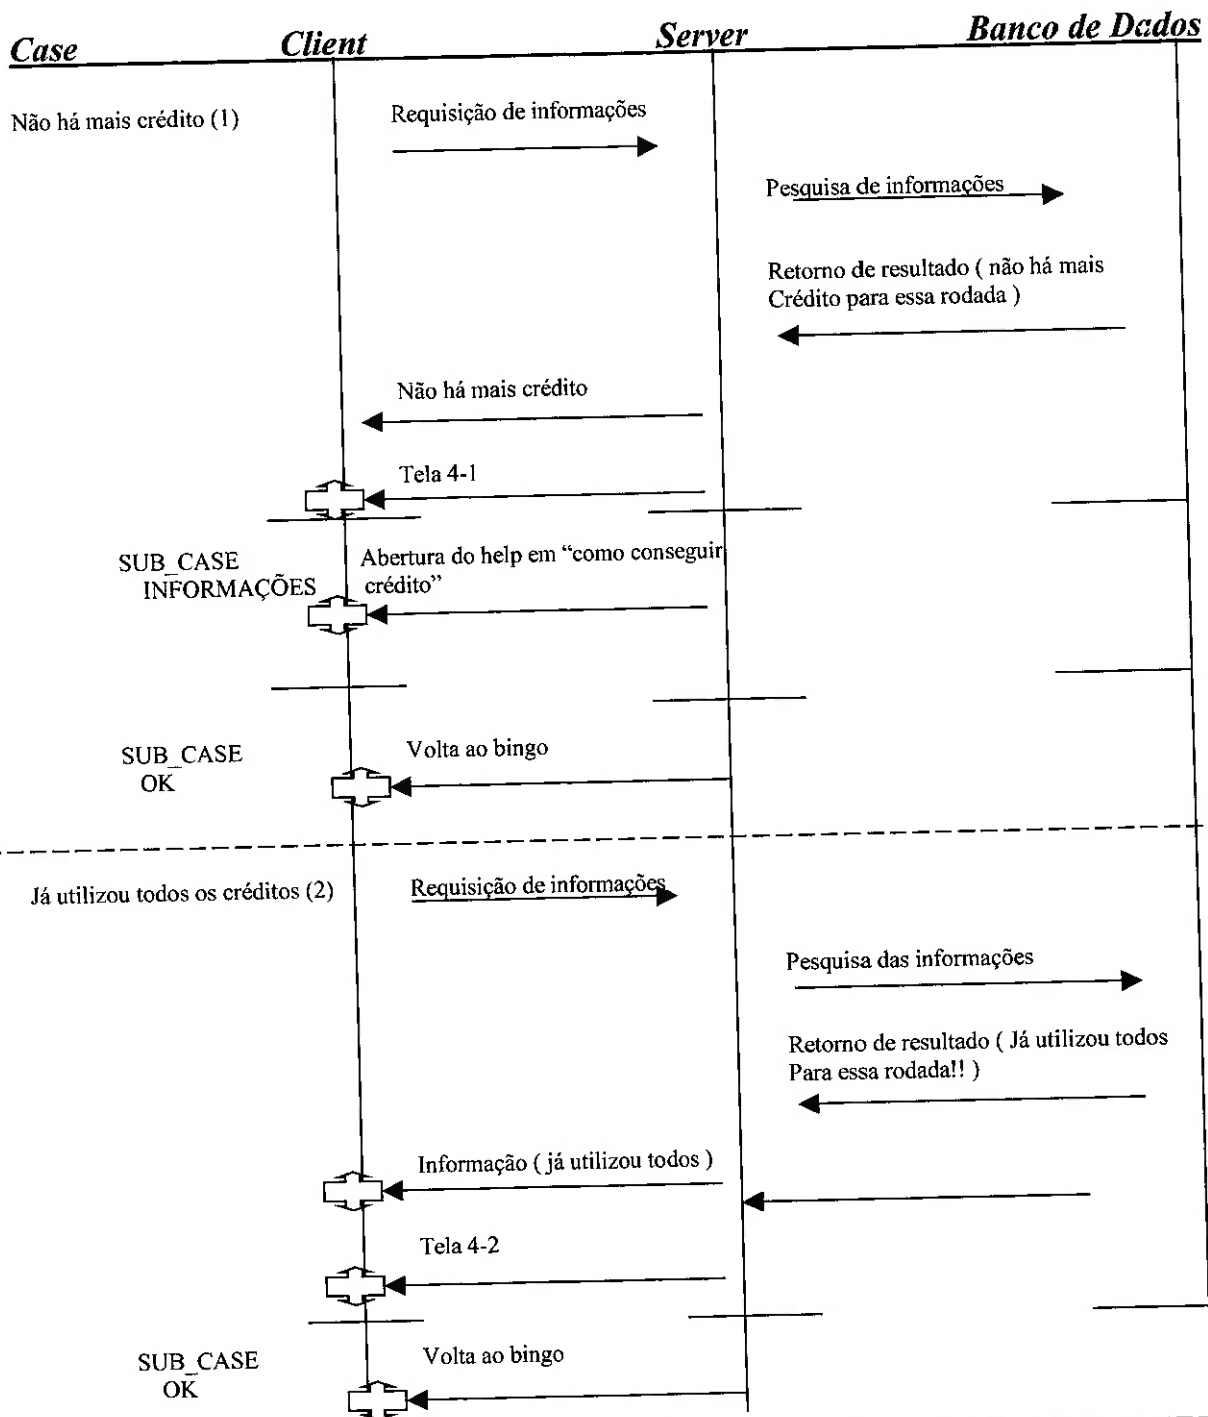 Case Client Server Banco de Dados
Não há mais crédito (1)
Requisição de informações
Pesquisa de informações
Retorno de resultado ( não há mais
Crédito para essa rodada )
Não há mais crédito
Tela 4-1
SUB_CASE
INFORMAÇÕES
Abertura do help em “como conseguir
crédito”
SUB_CASE
OK
Volta ao bingo
Já utilizou todos os créditos (2)
Requisição de informações
Pesquisa das informações
Retorno de resultado ( Já utilizou todos
Para essa rodada!! )
Informação ( já utilizou todos )
Tela 4-2
SUB_CASE
OK
Volta ao bingo